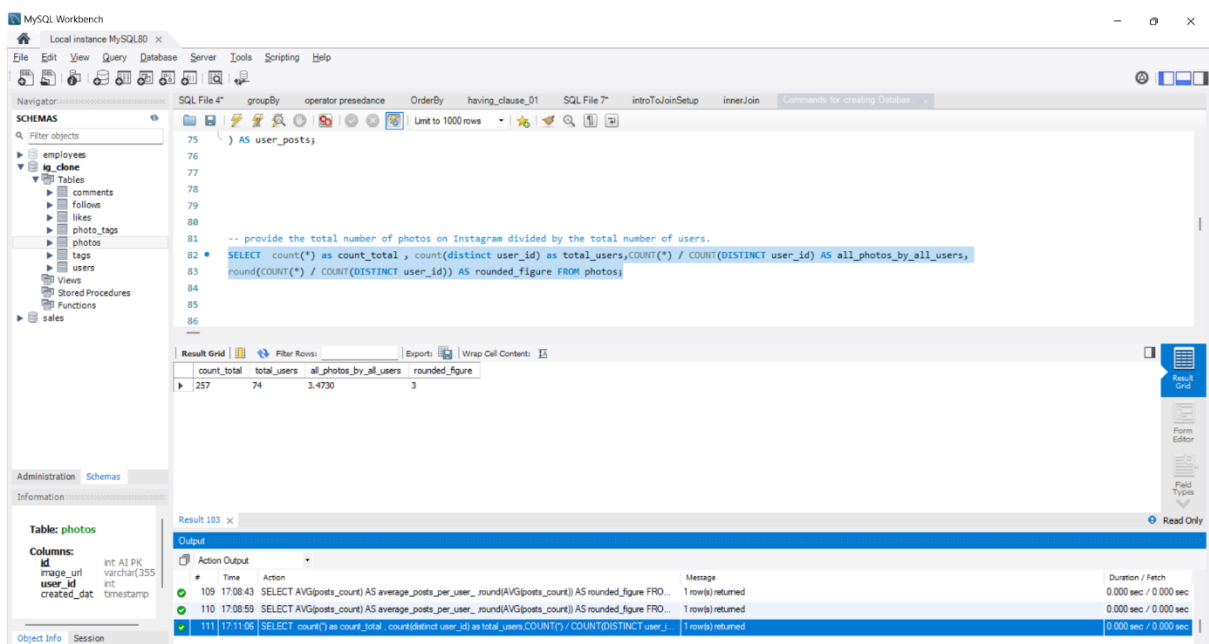 MySQL Workbench
Local instance MySQL80
File Edit View Query Database Server Tools Scripting Help
Navigator
SCHEMAS
Filter objects
employees
ig_clone
Tables
comments
follows
likes
photo_tags
photos
tags
users
Views
Stored Procedures
Functions
sales
Administration Schemas
Information
Table: photos
Columns:
id int AI PK
image_url varchar(355
user_id int
created_dat timestamp
Object Info Session
SQL File 4* groupBy operator presedance OrderBy having_clause_01 SQL File 7* introToJoinSetup innerJoin Commands for creating Databas...
Limit to 1000 rows
75 ) AS user_posts;
76
77
78
79
80
81 -- provide the total number of photos on Instagram divided by the total number of users.
82 SELECT count(*) as count_total , count(distinct user_id) as total_users,COUNT(*) / COUNT(DISTINCT user_id) AS all_photos_by_all_users,
83 round(COUNT(*) / COUNT(DISTINCT user_id)) AS rounded_figure FROM photos;
84
85
86
Result Grid Filter Rows: Export: Wrap Cell Content:
count_total total_users all_photos_by_all_users rounded_figure
257 74 3.4730 3
Result Grid
Form Editor
Field Types
Result 103 Read Only
Output
Action Output
# Time Action Message Duration / Fetch
109 17:08:43 SELECT AVG(posts_count) AS average_posts_per_user_ ,round(AVG(posts_count)) AS rounded_figure FRO... 1 row(s) returned 0.000 sec / 0.000 sec
110 17:08:59 SELECT AVG(posts_count) AS average_posts_per_user_ ,round(AVG(posts_count)) AS rounded_figure FRO... 1 row(s) returned 0.000 sec / 0.000 sec
111 17:11:06 SELECT count(*) as count_total , count(distinct user_id) as total_users,COUNT(*) / COUNT(DISTINCT user_i... 1 row(s) returned 0.000 sec / 0.000 sec